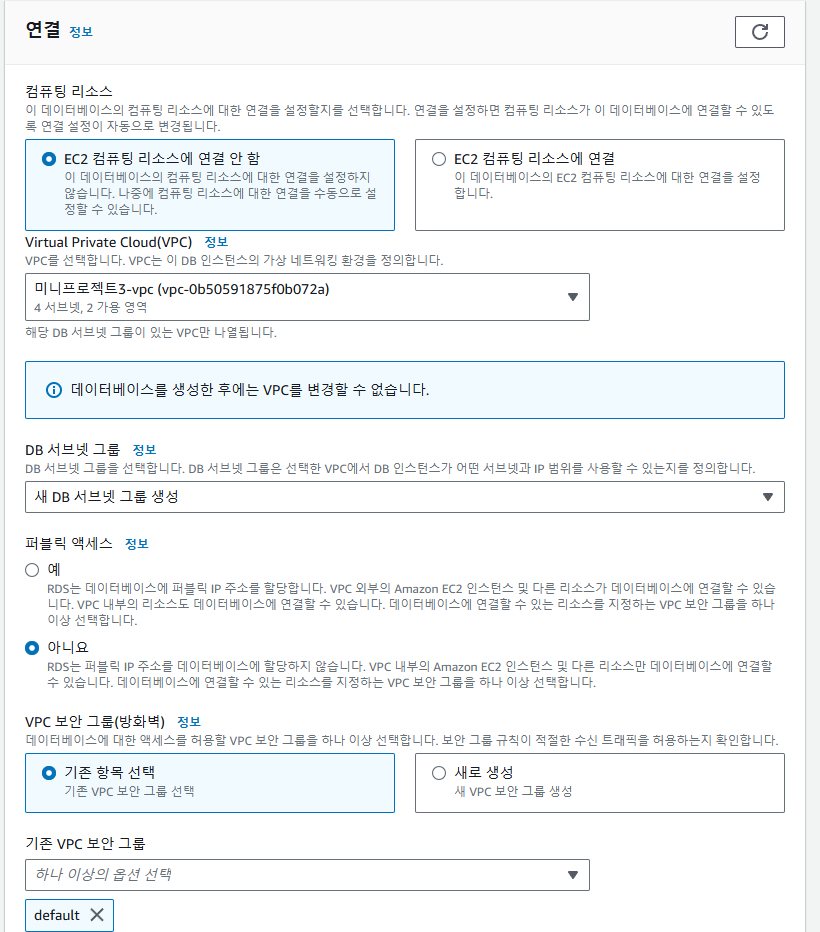 연결 정보
컴퓨팅 리소스
이 데이터베이스의 컴퓨팅 리소스에 대한 연결을 설정할지를 선택합니다. 연결을 설정하면 컴퓨팅 리소스가 이 데이터베이스에 연결할 수 있도
록 연결 설정이 자동으로 변경됩니다.
EC2 컴퓨팅 리소스에 연결 안 함
이 데이터베이스의 컴퓨팅 리소스에 대한 연결을 설정하지
않습니다. 나중에 컴퓨팅 리소스에 대한 연결을 수동으로 설
정할 수 있습니다.
EC2 컴퓨팅 리소스에 연결
이 데이터베이스의 EC2 컴퓨팅 리소스에 대한 연결을 설정
합니다.
Virtual Private Cloud(VPC) 정보
VPC를 선택합니다. VPC는 이 DB 인스턴스의 가상 네트워킹 환경을 정의합니다.
미니프로젝트3-vpc (vpc-0b50591875f0b072a)
4 서브넷, 2 가용 영역
해당 DB 서브넷 그룹이 있는 VPC만 나열됩니다.
데이터베이스를 생성한 후에는 VPC를 변경할 수 없습니다.
DB 서브넷 그룹 정보
DB 서브넷 그룹을 선택합니다. DB 서브넷 그룹은 선택한 VPC에서 DB 인스턴스가 어떤 서브넷과 IP 범위를 사용할 수 있는지를 정의합니다.
새 DB 서브넷 그룹 생성
퍼블릭 액세스 정보
예
RDS는 데이터베이스에 퍼블릭 IP 주소를 할당합니다. VPC 외부의 Amazon EC2 인스턴스 및 다른 리소스가 데이터베이스에 연결할 수 있습
니다. VPC 내부의 리소스도 데이터베이스에 연결할 수 있습니다. 데이터베이스에 연결할 수 있는 리소스를 지정하는 VPC 보안 그룹을 하나
이상 선택합니다.
아니요
RDS는 퍼블릭 IP 주소를 데이터베이스에 할당하지 않습니다. VPC 내부의 Amazon EC2 인스턴스 및 다른 리소스만 데이터베이스에 연결할
수 있습니다. 데이터베이스에 연결할 수 있는 리소스를 지정하는 VPC 보안 그룹을 하나 이상 선택합니다.
VPC 보안 그룹(방화벽) 정보
데이터베이스에 대한 액세스를 허용할 VPC 보안 그룹을 하나 이상 선택합니다. 보안 그룹 규칙이 적절한 수신 트래픽을 허용하는지 확인합니다.
기존 항목 선택
기존 VPC 보안 그룹 선택
새로 생성
새 VPC 보안 그룹 생성
기존 VPC 보안 그룹
하나 이상의 옵션 선택
default